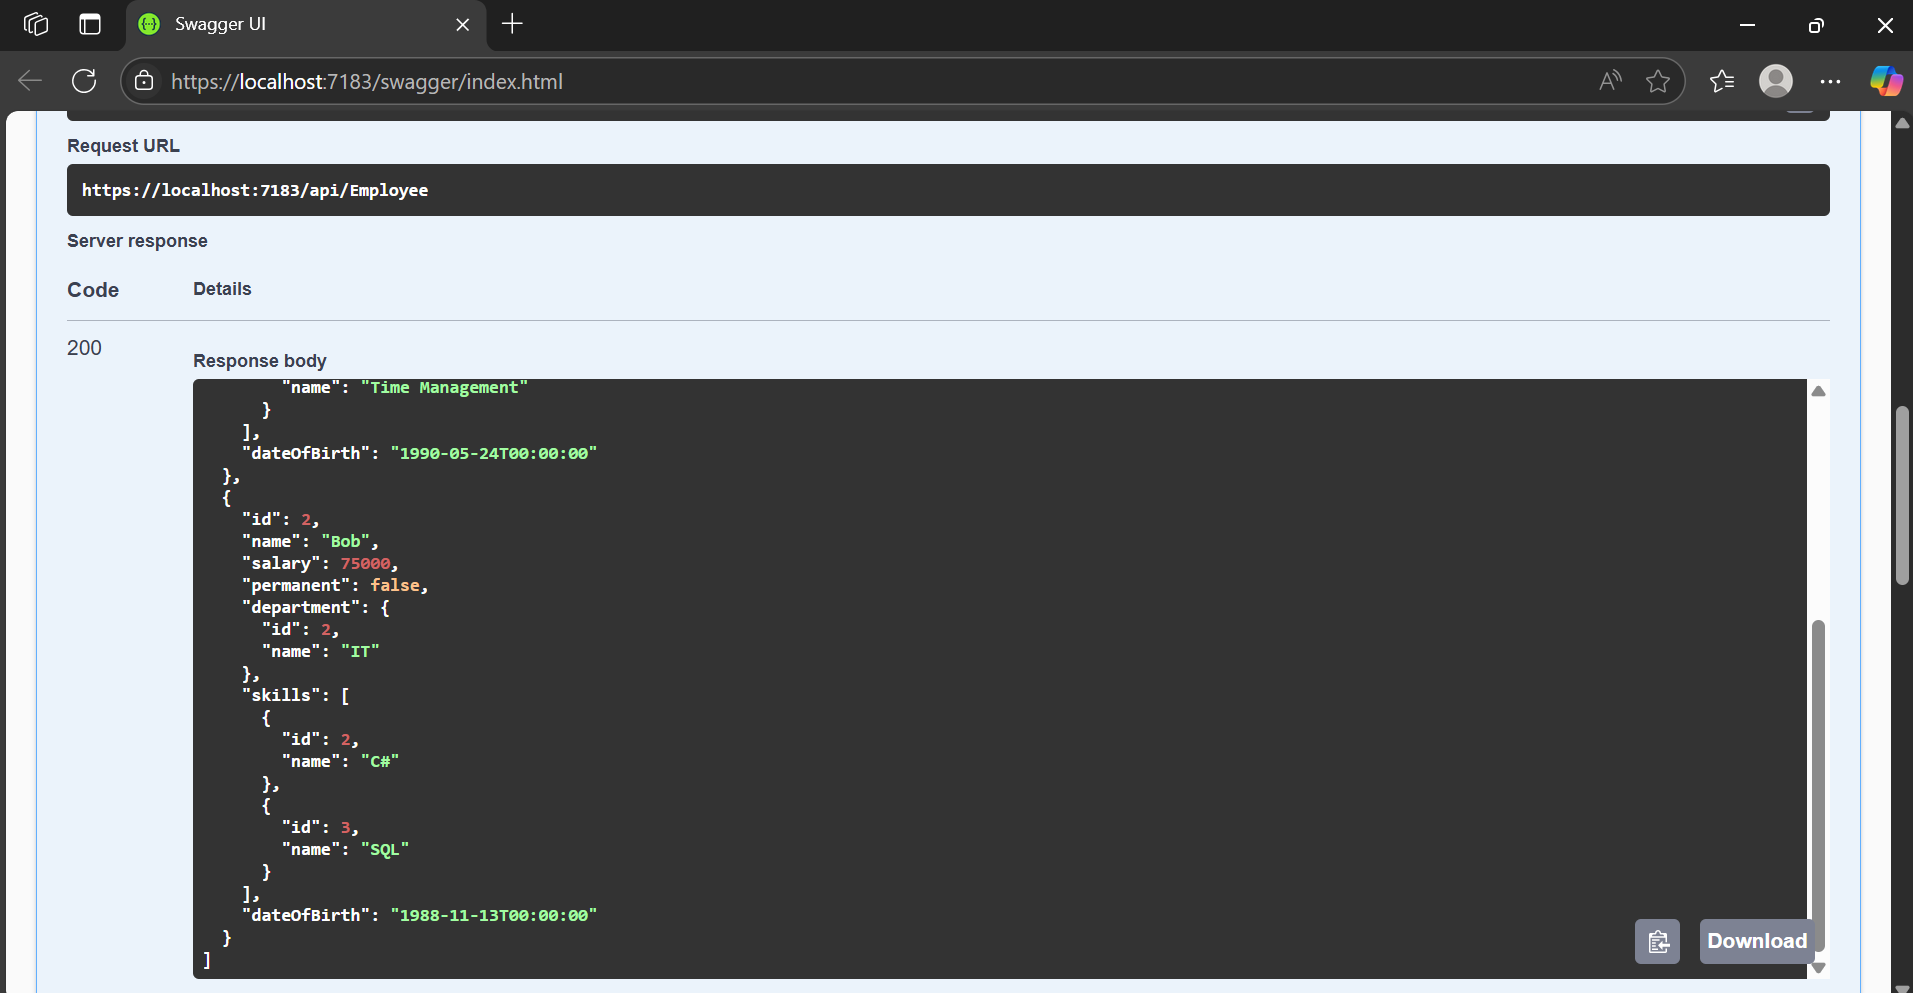 Swagger UI
https://localhost:7183/swagger/index.html
Request URL
https://localhost:7183/api/Employee
Server response
Code Details
200
Response body
"name": "Time Management"
}
],
"dateOfBirth": "1990-05-24T00:00:00"
},
{
"id": 2,
"name": "Bob",
"salary": 75000,
"permanent": false,
"department": {
"id": 2,
"name": "IT"
},
"skills": [
{
"id": 2,
"name": "C#"
},
{
"id": 3,
"name": "SQL"
}
],
"dateOfBirth": "1988-11-13T00:00:00"
}
]
Download